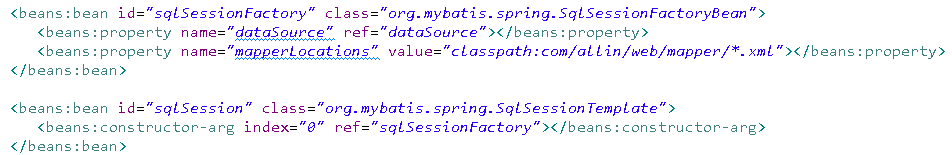 <beans:bean id="sqlSessionFactory" class="org.mybatis.spring.SqlSessionFactoryBean">
<beans:property name="dataSource" ref="dataSource"></beans:property>
<beans:property name="mapperLocations" value="classpath:com/allin/web/mapper/*.xml"></beans:property>
</beans:bean>
<beans:bean id="sqlSession" class="org.mybatis.spring.SqlSessionTemplate">
<beans:constructor-arg index="0" ref="sqlSessionFactory"></beans:constructor-arg>
</beans:bean>